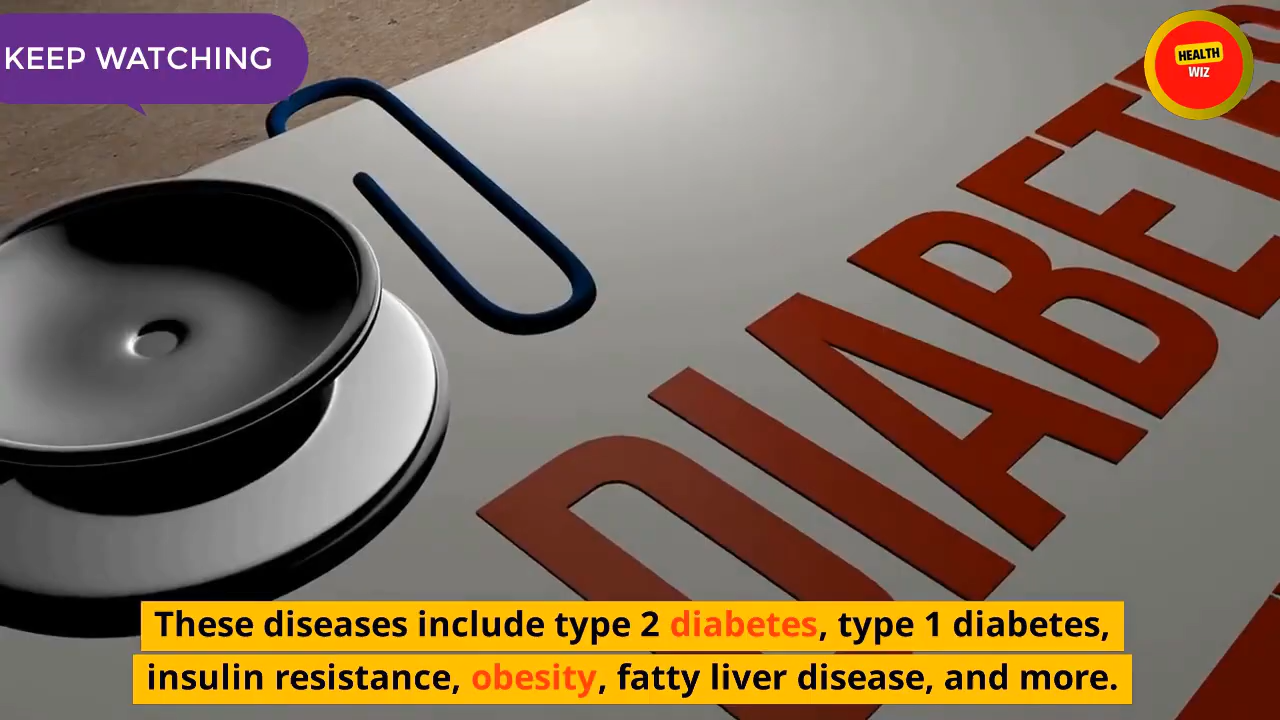 KEEP WATCHING
HEALTH
WIZ
DIABETES
These diseases include type 2 diabetes, type 1 diabetes,
insulin resistance, obesity, fatty liver disease, and more.